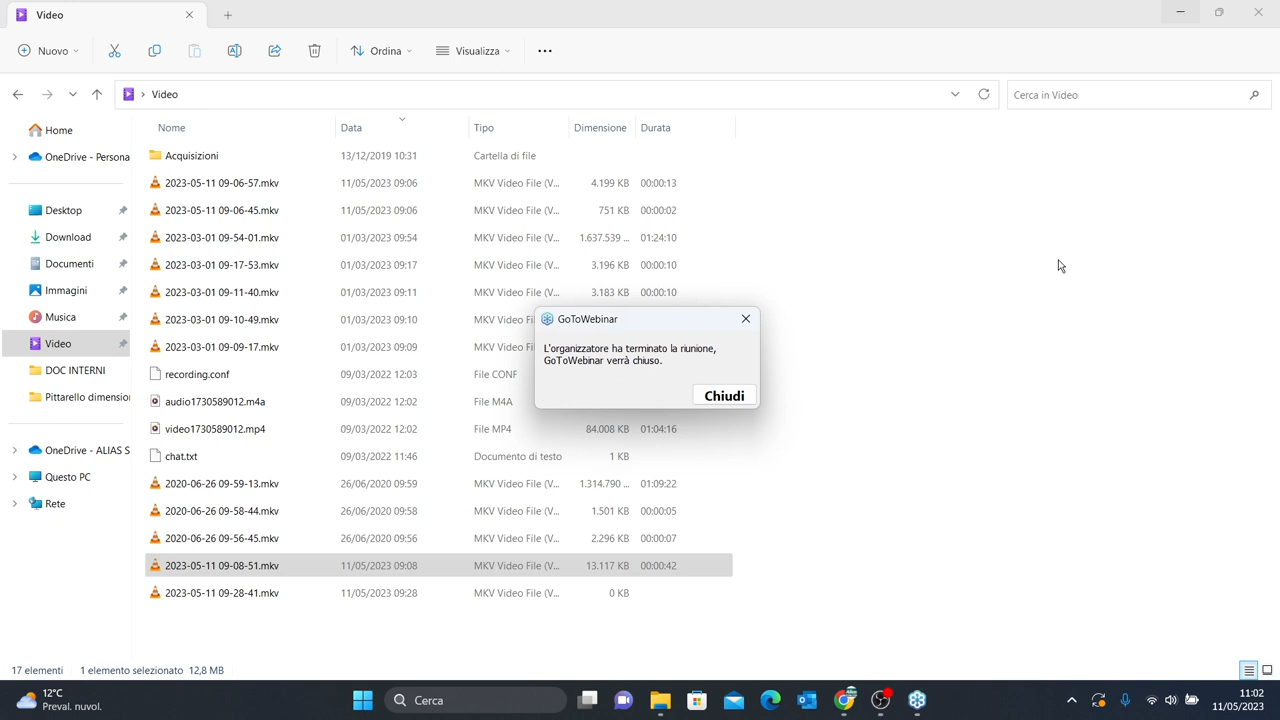 Video
Nuovo
Ordina
Visualizza
Video
Cerca in Video
Nome Data Tipo Dimensione Durata
Home
OneDrive - Persona
Desktop
Download
Documenti
Immagini
Musica
Video
DOC INTERNI
Pittarello dimensio
OneDrive - ALIAS S
Questo PC
Rete
Acquisizioni 13/12/2019 10:31 Cartella di file
2023-05-11 09-06-57.mkv 11/05/2023 09:06 MKV Video File (V... 4.199 KB 00:00:13
2023-05-11 09-06-45.mkv 11/05/2023 09:06 MKV Video File (V... 751 KB 00:00:02
2023-03-01 09-54-01.mkv 01/03/2023 09:54 MKV Video File (V... 1.637.539 ... 01:24:10
2023-03-01 09-17-53.mkv 01/03/2023 09:17 MKV Video File (V... 3.196 KB 00:00:10
2023-03-01 09-11-40.mkv 01/03/2023 09:11 MKV Video File (V... 3.183 KB 00:00:10
2023-03-01 09-10-49.mkv 01/03/2023 09:10 MKV Video Fi
2023-03-01 09-09-17.mkv 01/03/2023 09:09 MKV Video Fi
recording.conf 09/03/2022 12:03 File CONF
audio1730589012.m4a 09/03/2022 12:02 File M4A
video1730589012.mp4 09/03/2022 12:02 File MP4 84.008 KB 01:04:16
chat.txt 09/03/2022 11:46 Documento di testo 1 KB
2020-06-26 09-59-13.mkv 26/06/2020 09:59 MKV Video File (V... 1.314.790 ... 01:09:22
2020-06-26 09-58-44.mkv 26/06/2020 09:58 MKV Video File (V... 1.501 KB 00:00:05
2020-06-26 09-56-45.mkv 26/06/2020 09:56 MKV Video File (V... 2.296 KB 00:00:07
2023-05-11 09-08-51.mkv 11/05/2023 09:08 MKV Video File (V... 13.117 KB 00:00:42
2023-05-11 09-28-41.mkv 11/05/2023 09:28 MKV Video File (V... 0 KB
GoToWebinar
L'organizzatore ha terminato la riunione,
GoToWebinar verrà chiuso.
Chiudi
17 elementi 1 elemento selezionato 12,8 MB
12°C
Preval. nuvol.
Cerca
11:02
11/05/2023